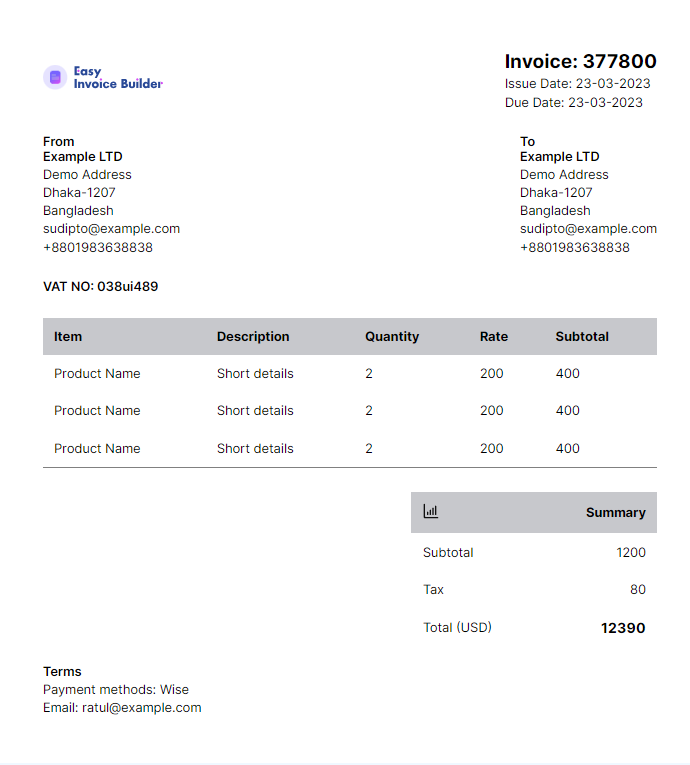 Easy
Invoice Builder
Invoice: 377800
Issue Date: 23-03-2023
Due Date: 23-03-2023
From
Example LTD
Demo Address
Dhaka-1207
Bangladesh
sudipto@example.com
+8801983638838
To
Example LTD
Demo Address
Dhaka-1207
Bangladesh
sudipto@example.com
+8801983638838
VAT NO: 038ui489
Item Description Quantity Rate Subtotal
Product Name Short details 2 200 400
Product Name Short details 2 200 400
Product Name Short details 2 200 400
Summary
Subtotal 1200
Tax 80
Total (USD) 12390
Terms
Payment methods: Wise
Email: ratul@example.com